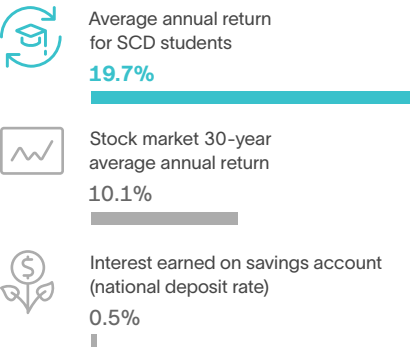 Average annual return
for SCD students
19.7%
Stock market 30-year
average annual return
10.1%
Interest earned on savings account
(national deposit rate)
0.5%